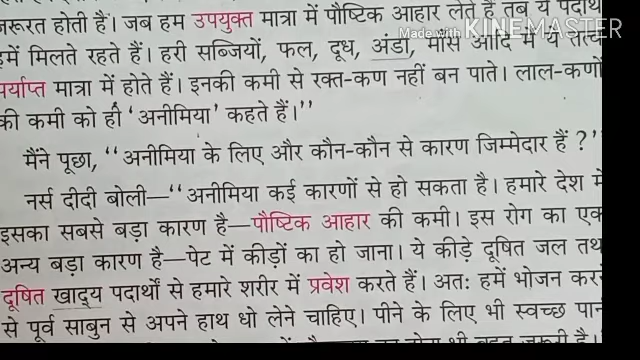 जरूरत होती है। जब हम उपयुक्त मात्रा में पौष्टिक आहार लेते हैं तब ये पदार्थ
Made with KINEMASTER
हमें मिलते रहते हैं। हरी सब्जियों, फल, दूध, अंडा, मांस आदि में ये तत्व
पर्याप्त मात्रा में होते हैं। इनकी कमी से रक्त-कण नहीं बन पाते। लाल-कणों
की कमी को ही ‘अनीमिया’ कहते हैं।’’
मैंने पूछा, ‘‘अनीमिया के लिए और कौन-कौन से कारण जिम्मेदार हैं ?’’
नर्स दीदी बोली—‘‘अनीमिया कई कारणों से हो सकता है। हमारे देश में
इसका सबसे बड़ा कारण है—पौष्टिक आहार की कमी। इस रोग का एक
अन्य बड़ा कारण है—पेट में कीड़ों का हो जाना। ये कीड़े दूषित जल तथ
दूषित खाद्य पदार्थों से हमारे शरीर में प्रवेश करते हैं। अतः हमें भोजन करन
से पूर्व साबुन से अपने हाथ धो लेने चाहिए। पीने के लिए भी स्वच्छ पान